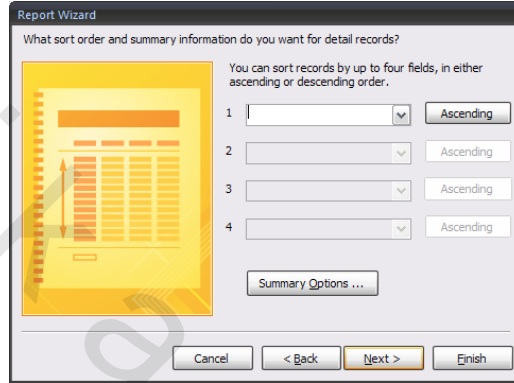 Report Wizard
What sort order and summary information do you want for detail records?
You can sort records by up to four fields, in either
ascending or descending order.
1 Ascending
2 Ascending
3 Ascending
4 Ascending
Summary Options ...
Cancel < Back Next > Finish